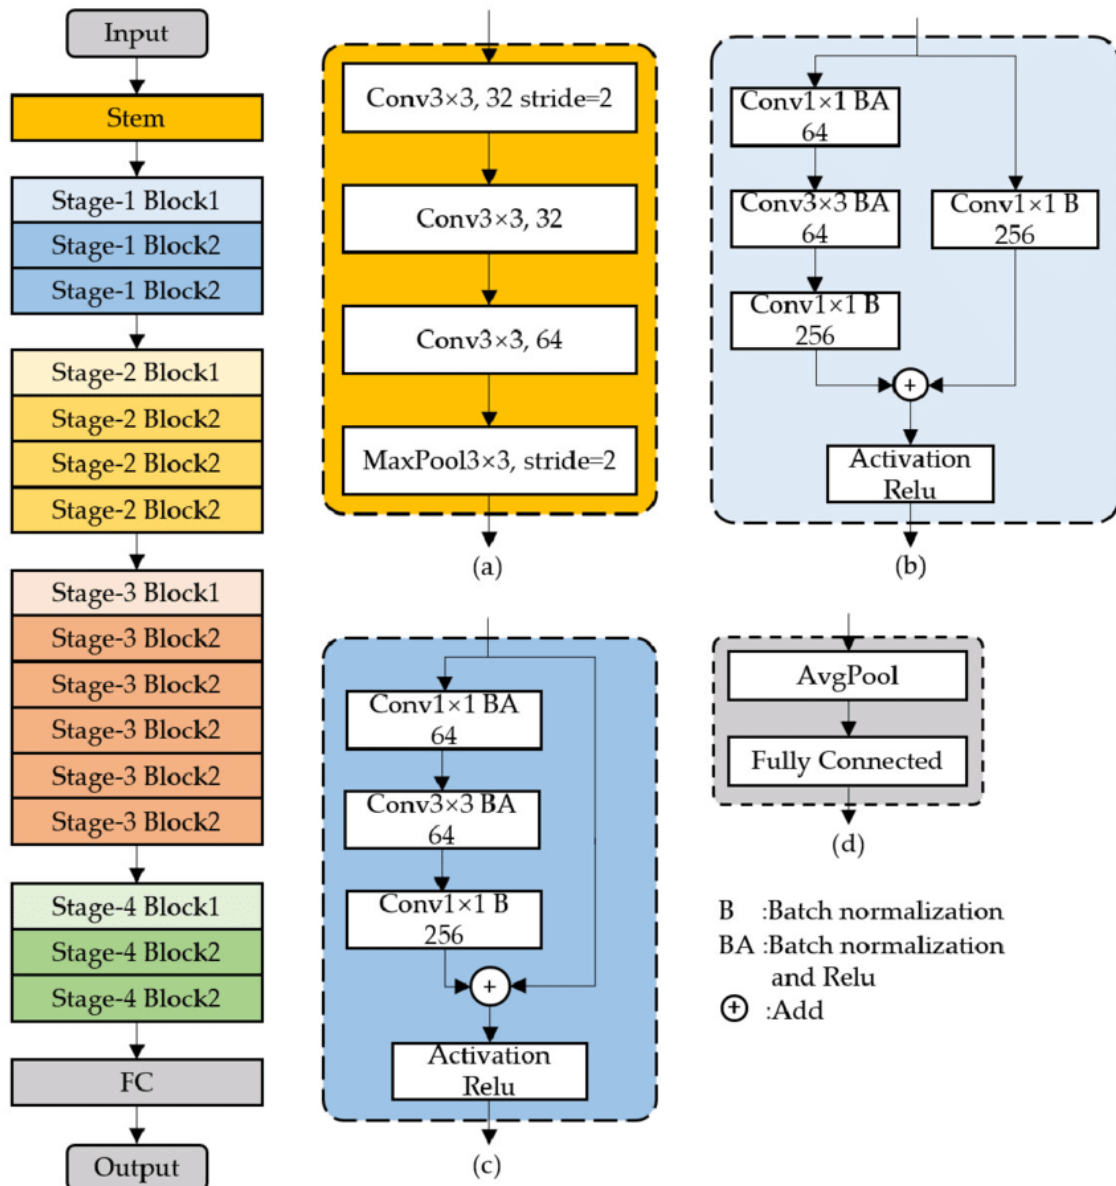 Input
Stem
Stage-1 Block1
Stage-1 Block2
Stage-1 Block2
Stage-2 Block1
Stage-2 Block2
Stage-2 Block2
Stage-2 Block2
Stage-3 Block1
Stage-3 Block2
Stage-3 Block2
Stage-3 Block2
Stage-3 Block2
Stage-3 Block2
Stage-4 Block1
Stage-4 Block2
Stage-4 Block2
FC
Output
Conv3×3, 32 stride=2
Conv3×3, 32
Conv3×3, 64
MaxPool3×3, stride=2
(a)
Conv1×1 BA
64
Conv3×3 BA
64
Conv1×1 B
256
Conv1×1 B
256
+
Activation
Relu
(b)
Conv1×1 BA
64
Conv3×3 BA
64
Conv1×1 B
256
+
Activation
Relu
(c)
AvgPool
Fully Connected
(d)
B :Batch normalization
BA :Batch normalization
and Relu
+ :Add